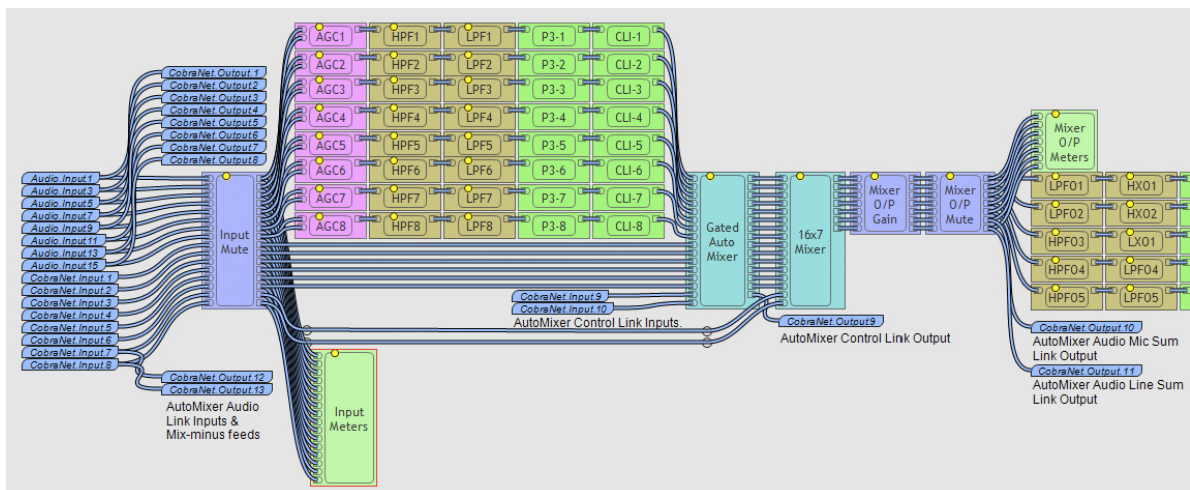 CobraNet.Output.1
CobraNet.Output.2
CobraNet.Output.3
CobraNet.Output.4
CobraNet.Output.5
CobraNet.Output.6
CobraNet.Output.7
CobraNet.Output.8
Audio.Input.1
Audio.Input.3
Audio.Input.5
Audio.Input.7
Audio.Input.9
Audio.Input.11
Audio.Input.13
Audio.Input.15
CobraNet.Input.1
CobraNet.Input.2
CobraNet.Input.3
CobraNet.Input.4
CobraNet.Input.5
CobraNet.Input.6
CobraNet.Input.7
CobraNet.Input.8
CobraNet.Output.12
CobraNet.Output.13
AutoMixer Audio
Link Inputs &
Mix-minus feeds
Input
Mute
Input
Meters
AGC1 HPF1 LPF1 P3-1 CLI-1
AGC2 HPF2 LPF2 P3-2 CLI-2
AGC3 HPF3 LPF3 P3-3 CLI-3
AGC4 HPF4 LPF4 P3-4 CLI-4
AGC5 HPF5 LPF5 P3-5 CLI-5
AGC6 HPF6 LPF6 P3-6 CLI-6
AGC7 HPF7 LPF7 P3-7 CLI-7
AGC8 HPF8 LPF8 P3-8 CLI-8
CobraNet.Input.9
CobraNet.Input.10
AutoMixer Control Link Inputs.
Gated
Auto
Mixer
16x7
Mixer
CobraNet.Output.9
AutoMixer Control Link Output
Mixer
O/P
Gain
Mixer
O/P
Mute
Mixer
O/P
Meters
LPF01 HX01
LPF02 HX02
HPF03 LX01
HPF04 LPF04
HPF05 LPF05
CobraNet.Output.10
AutoMixer Audio Mic Sum
Link Output
CobraNet.Output.11
AutoMixer Audio Line Sum
Link Output